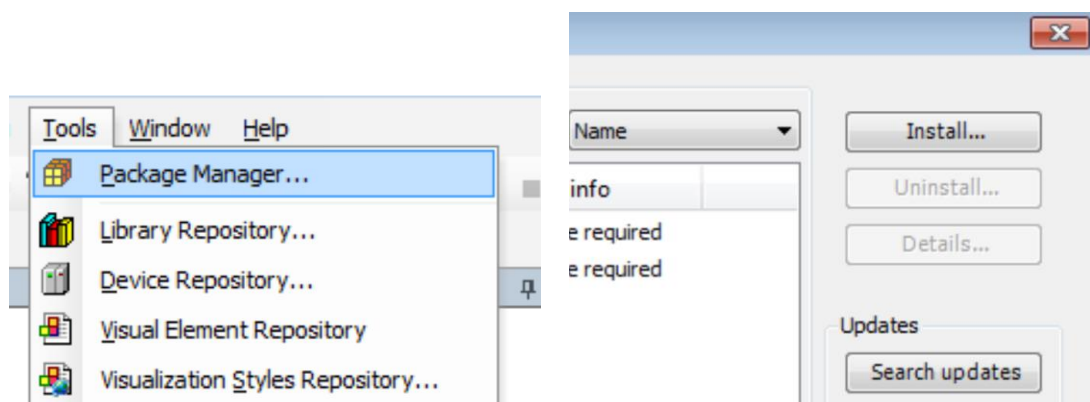 Tools Window Help
Package Manager...
Library Repository...
Device Repository...
Visual Element Repository
Visualization Styles Repository...
Name
info
e required
e required
Install...
Uninstall...
Details...
Updates
Search updates